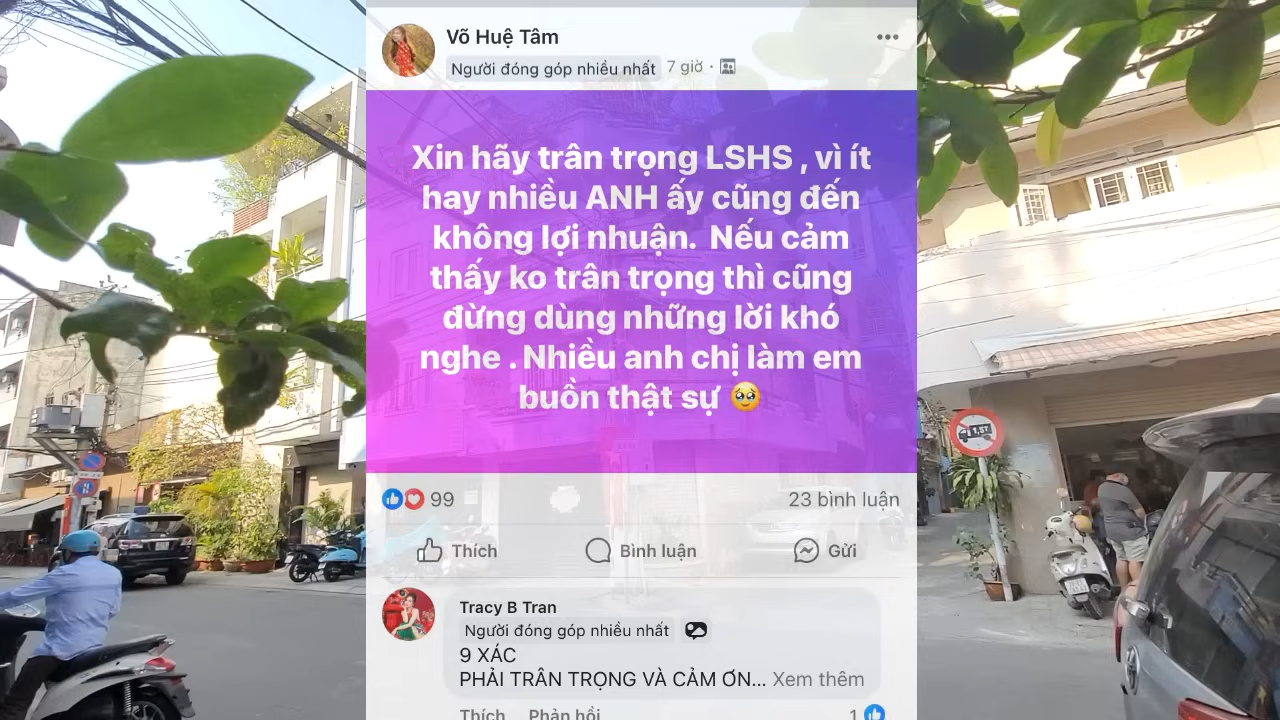 Võ Huệ Tâm
Người đóng góp nhiều nhất 7 giờ ·
Xin hãy trân trọng LSHS , vì ít
hay nhiều ANH ấy cũng đến
không lợi nhuận. Nếu cảm
thấy ko trân trọng thì cũng
đừng dùng những lời khó
nghe . Nhiều anh chị làm em
buồn thật sự 🥹
99
23 bình luận
Thích
Bình luận
Gửi
Tracy B Tran
Người đóng góp nhiều nhất
9 XÁC
PHẢI TRÂN TRỌNG VÀ CẢM ƠN... Xem thêm
Thích Phản hồi 1